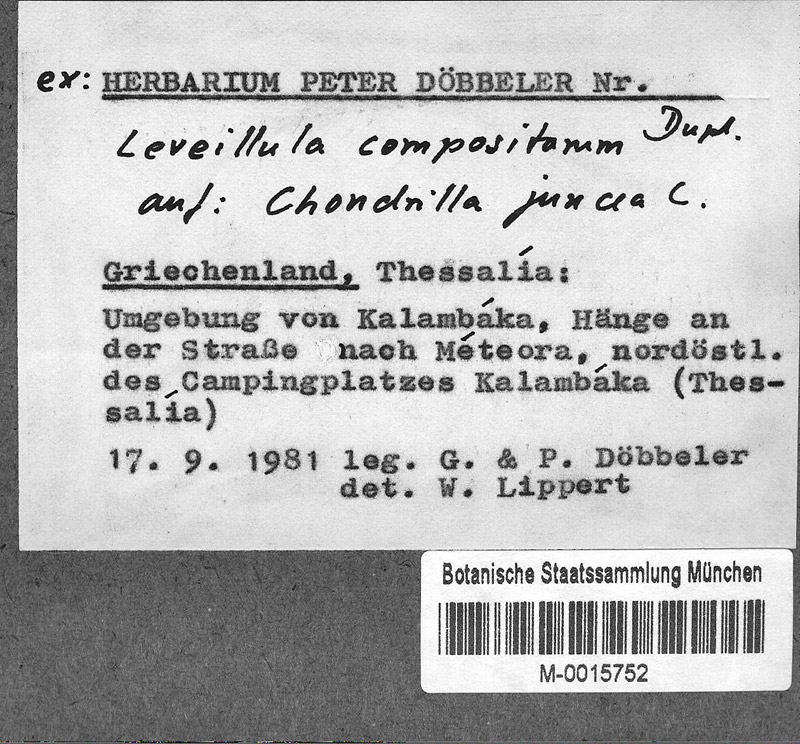 ex: HERBARIUM PETER DÖBBELER Nr.
Leveillula compositarum Dupl.
auf: Chondrilla juncea L.
Griechenland, Thessalía:
Umgebung von Kalambáka, Hänge an
der Straße nach Méteora, nordöstl.
des Campingplatzes Kalambáka (Thes-
salía)
17. 9. 1981 leg. G. & P. Döbbeler
det. W. Lippert
Botanische Staatssammlung München
M-0015752